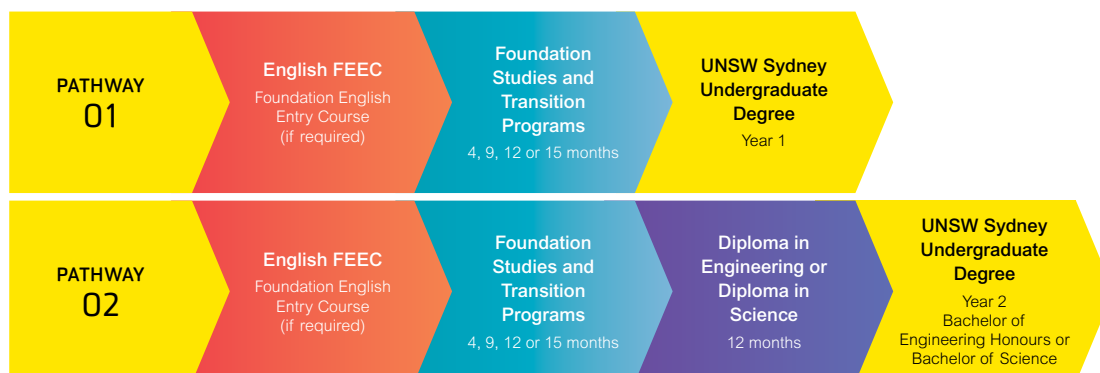 PATHWAY
01
English FEEC
Foundation English
Entry Course
(if required)
Foundation
Studies and
Transition
Programs
4, 9, 12 or 15 months
UNSW Sydney
Undergraduate
Degree
Year 1
PATHWAY
02
English FEEC
Foundation English
Entry Course
(if required)
Foundation
Studies and
Transition
Programs
4, 9, 12 or 15 months
Diploma in
Engineering or
Diploma in
Science
12 months
UNSW Sydney
Undergraduate
Degree
Year 2
Bachelor of
Engineering Honours or
Bachelor of Science